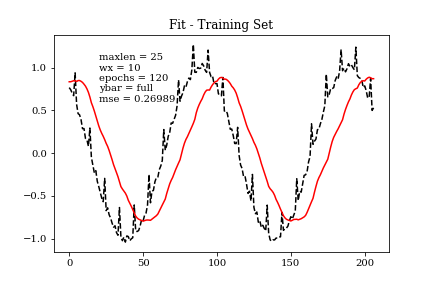 Fit - Training Set
maxlen = 25
wx = 10
epochs = 120
ybar = full
mse = 0.26989
1.0
0.5
0.0
−0.5
−1.0
0 50 100 150 200